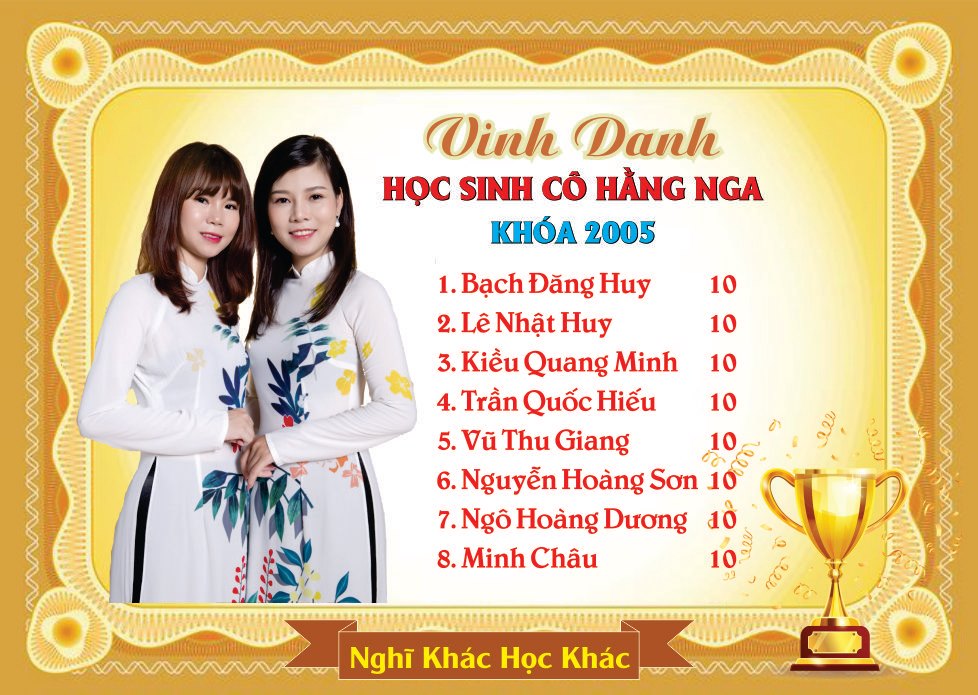 Vinh Danh
HỌC SINH CÔ HẰNG NGA
KHÓA 2005
1. Bạch Đăng Huy 10
2. Lê Nhật Huy 10
3. Kiều Quang Minh 10
4. Trần Quốc Hiếu 10
5. Vũ Thu Giang 10
6. Nguyễn Hoàng Sơn 10
7. Ngô Hoàng Dương 10
8. Minh Châu 10
Nghĩ Khác Học Khác